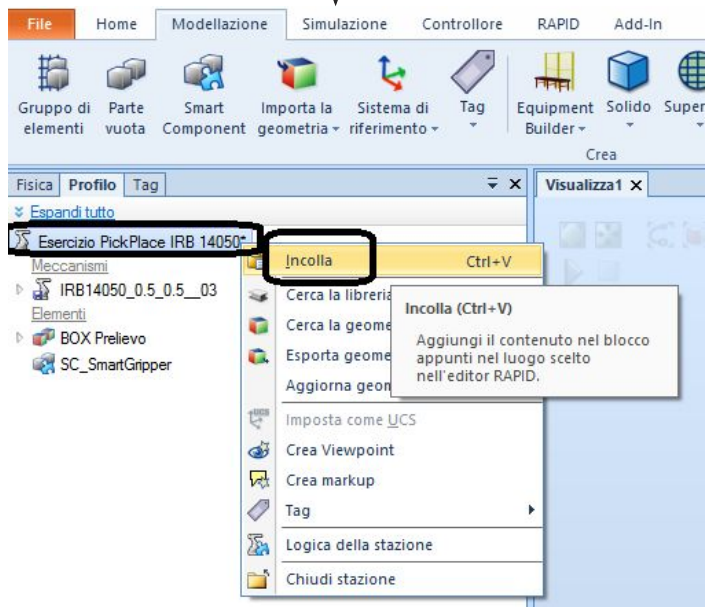 File Home Modellazione Simulazione Controllore RAPID Add-In
Gruppo di elementi Parte vuota Smart Component Importa la geometria Sistema di riferimento Tag Equipment Builder Solido
Crea
Fisica Profilo Tag Visualizza1
Espandi tutto
Esercizio PickPlace IRB 14050*
Meccanismi
IRB14050_0.5_0.5__03
Elementi
BOX Prelievo
SC_SmartGripper
Incolla Ctrl+V
Cerca la libreria
Cerca la geome
Esporta geome
Aggiorna geon
Imposta come UCS
Crea Viewpoint
Crea markup
Tag
Logica della stazione
Chiudi stazione
Incolla (Ctrl+V)
Aggiungi il contenuto nel blocco
appunti nel luogo scelto
nell'editor RAPID.